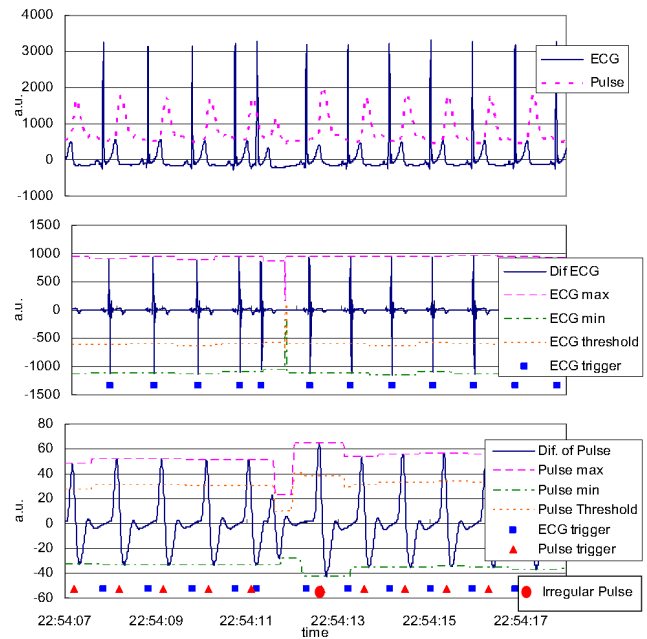 4000
3000
2000
1000
0
-1000
a.u.
ECG
Pulse
1500
1000
500
0
-500
-1000
-1500
a.u.
Dif ECG
ECG max
ECG min
ECG threshold
ECG trigger
80
60
40
20
0
-20
-40
-60
a.u.
Dif. of Pulse
Pulse max
Pulse min
Pulse Threshold
ECG trigger
Pulse trigger
Irregular Pulse
22:54:07 22:54:09 22:54:11 22:54:13 22:54:15 22:54:17
time